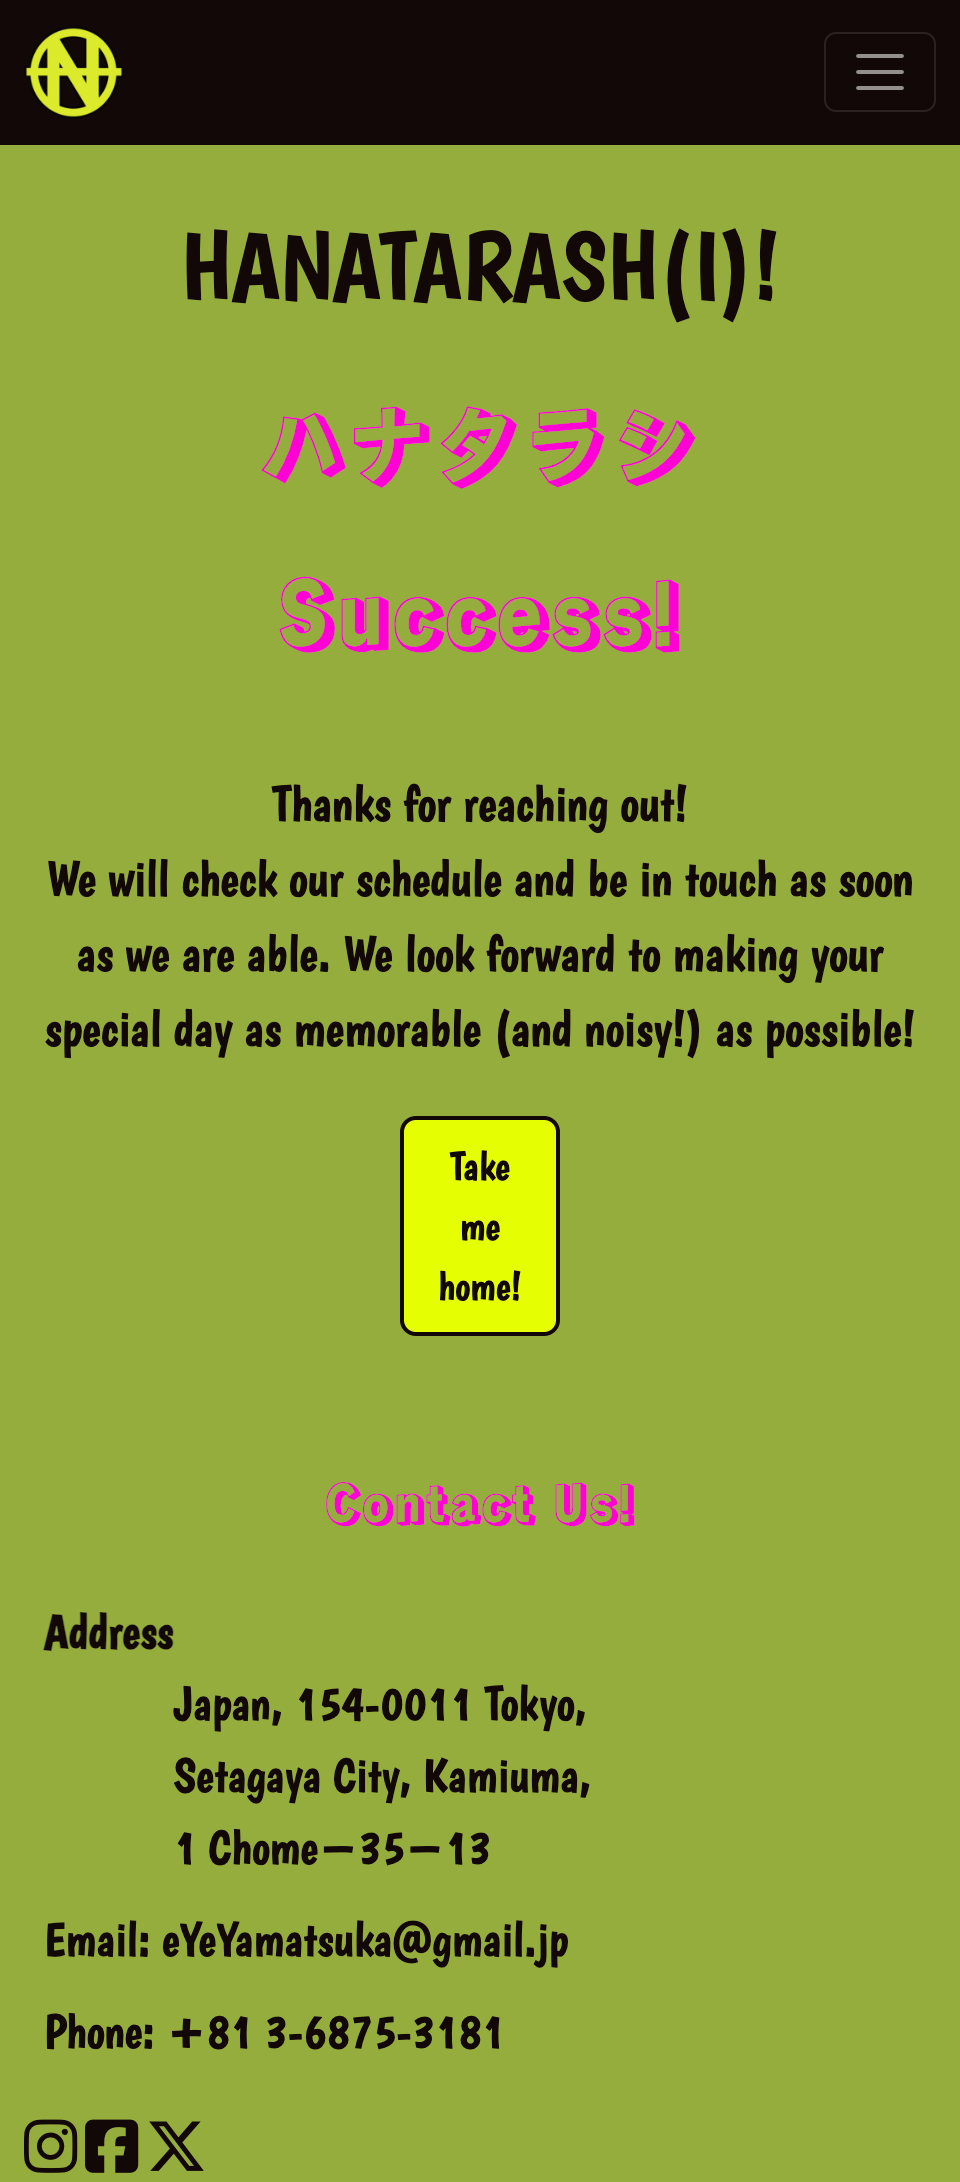 HANATARASH(I)!
ハナタラシ
Success!
Thanks for reaching out!
We will check our schedule and be in touch as soon
as we are able. We look forward to making your
special day as memorable (and noisy!) as possible!
Take
me
home!
Contact Us!
Address
Japan, 154-0011 Tokyo,
Setagaya City, Kamiuma,
1 Chome−35−13
Email: eYeYamatsuka@gmail.jp
Phone: +81 3-6875-3181